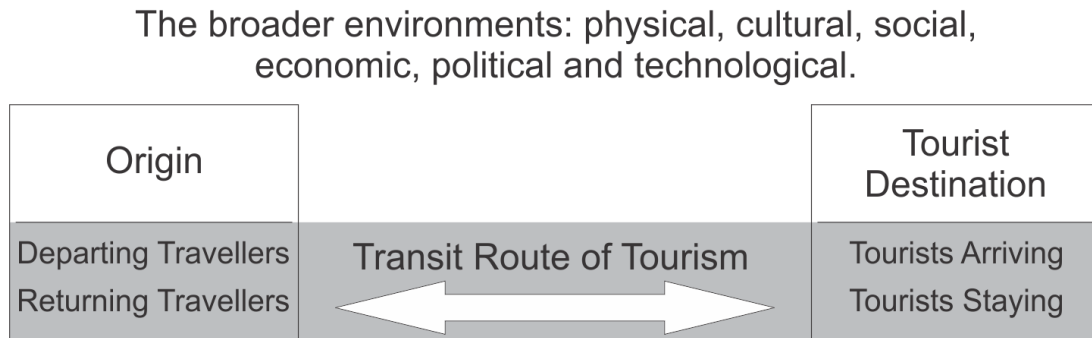 The broader environments: physical, cultural, social,
economic, political and technological.
Origin
Departing Travellers
Returning Travellers
Transit Route of Tourism
Tourist
Destination
Tourists Arriving
Tourists Staying